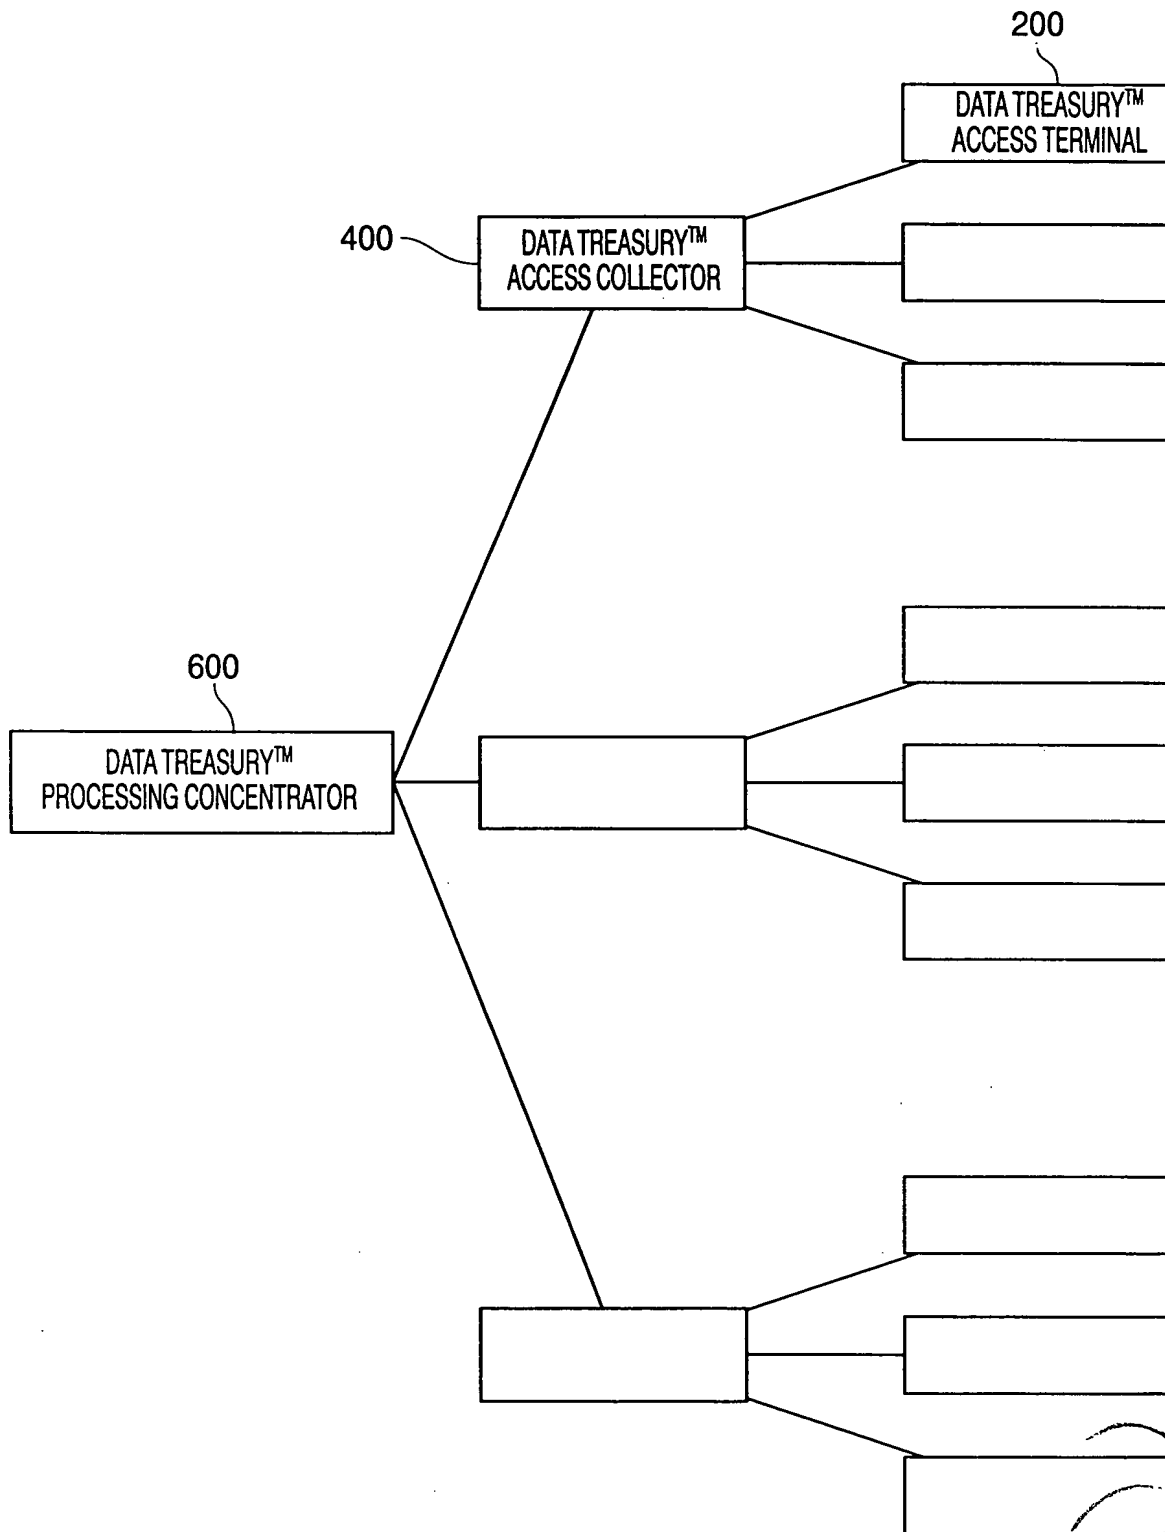 200
DATA TREASURY™
ACCESS TERMINAL
400
DATA TREASURY™
ACCESS COLLECTOR
600
DATA TREASURY™
PROCESSING CONCENTRATOR